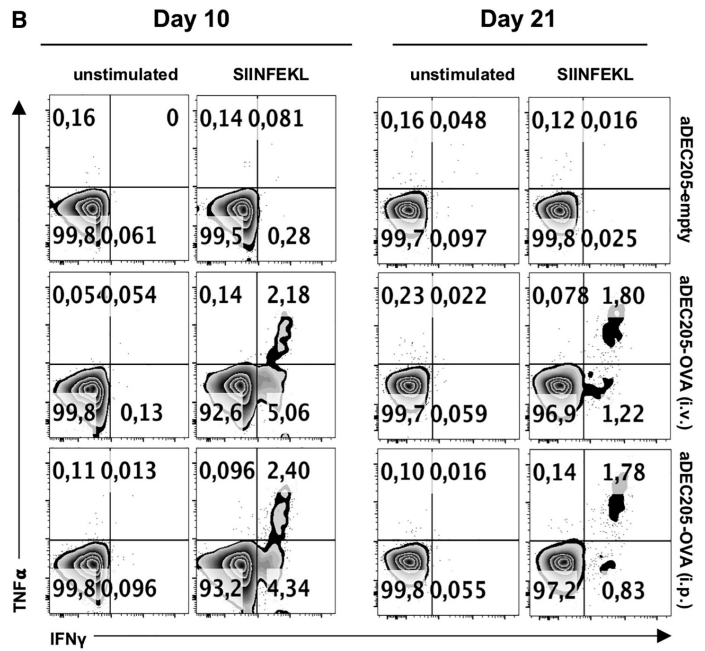 B
Day 10 Day 21
unstimulated SIINFEKL unstimulated SIINFEKL
0,16 0 0,14 0,081 0,16 0,048 0,12 0,016
99,8 0,061 99,5 0,28 99,7 0,097 99,8 0,025
aDEC205-empty
0,054 0,054 0,14 2,18 0,23 0,022 0,078 1,80
99,8 0,13 92,6 5,06 99,7 0,059 96,9 1,22
aDEC205-OVA (i.v.)
0,11 0,013 0,096 2,40 0,10 0,016 0,14 1,78
99,8 0,096 93,2 4,34 99,8 0,055 97,2 0,83
aDEC205-OVA (i.p.)
TNFα
IFNγ